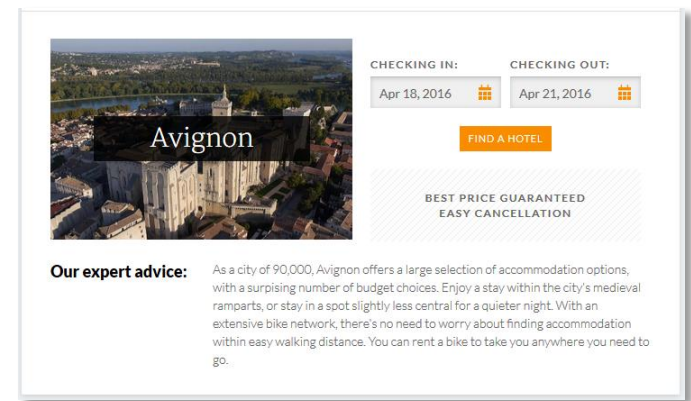 Avignon
CHECKING IN:
CHECKING OUT:
Apr 18, 2016
Apr 21, 2016
FIND A HOTEL
BEST PRICE GUARANTEED
EASY CANCELLATION
Our expert advice:
As a city of 90,000, Avignon offers a large selection of accommodation options,
with a surpising number of budget choices. Enjoy a stay within the city's medieval
ramparts, or stay in a spot slightly less central for a quieter night. With an
extensive bike network, there's no need to worry about finding accommodation
within easy walking distance. You can rent a bike to take you anywhere you need to
go.